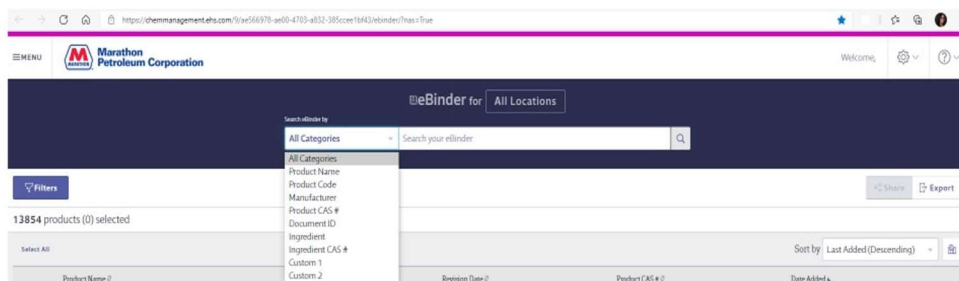 https://chemmanagement.ehs.com/9/ae566978-ae00-4703-a832-385ccee1bf43/ebinder/?nas=True
MENU
MARATHON
Marathon
Petroleum Corporation
Welcome,
eBinder for All Locations
Search eBinder by
All Categories
Search your eBinder
All Categories
Product Name
Product Code
Manufacturer
Product CAS #
Document ID
Ingredient
Ingredient CAS #
Custom 1
Custom 2
Filters
Share
Export
13854 products (0) selected
Select All
Sort by Last Added (Descending)
Product Name
Revision Date
Product CAS #
Date Added